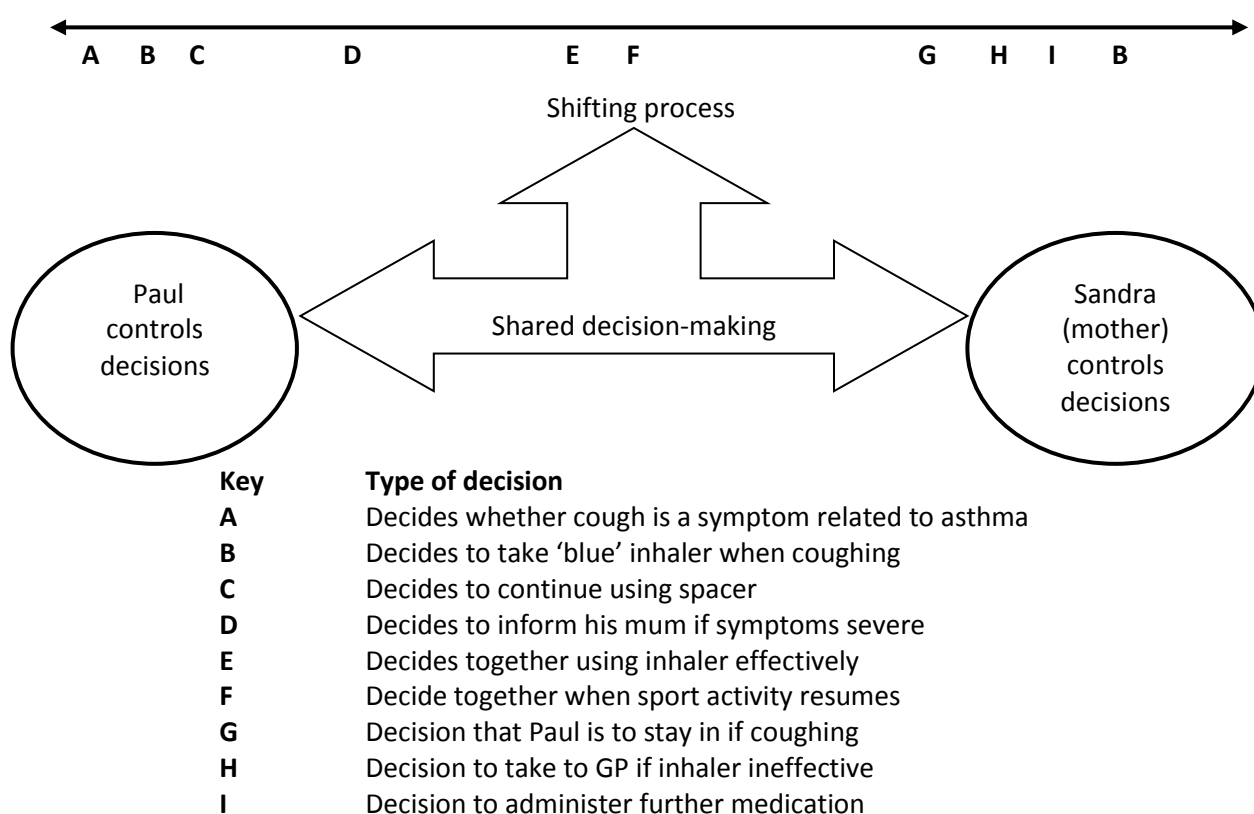 A B C D E F G H I B
Shifting process
Paul
controls
decisions
Shared decision-making
Sandra
(mother)
controls
decisions
Key Type of decision
A Decides whether cough is a symptom related to asthma
B Decides to take ‘blue’ inhaler when coughing
C Decides to continue using spacer
D Decides to inform his mum if symptoms severe
E Decides together using inhaler effectively
F Decide together when sport activity resumes
G Decision that Paul is to stay in if coughing
H Decision to take to GP if inhaler ineffective
I Decision to administer further medication